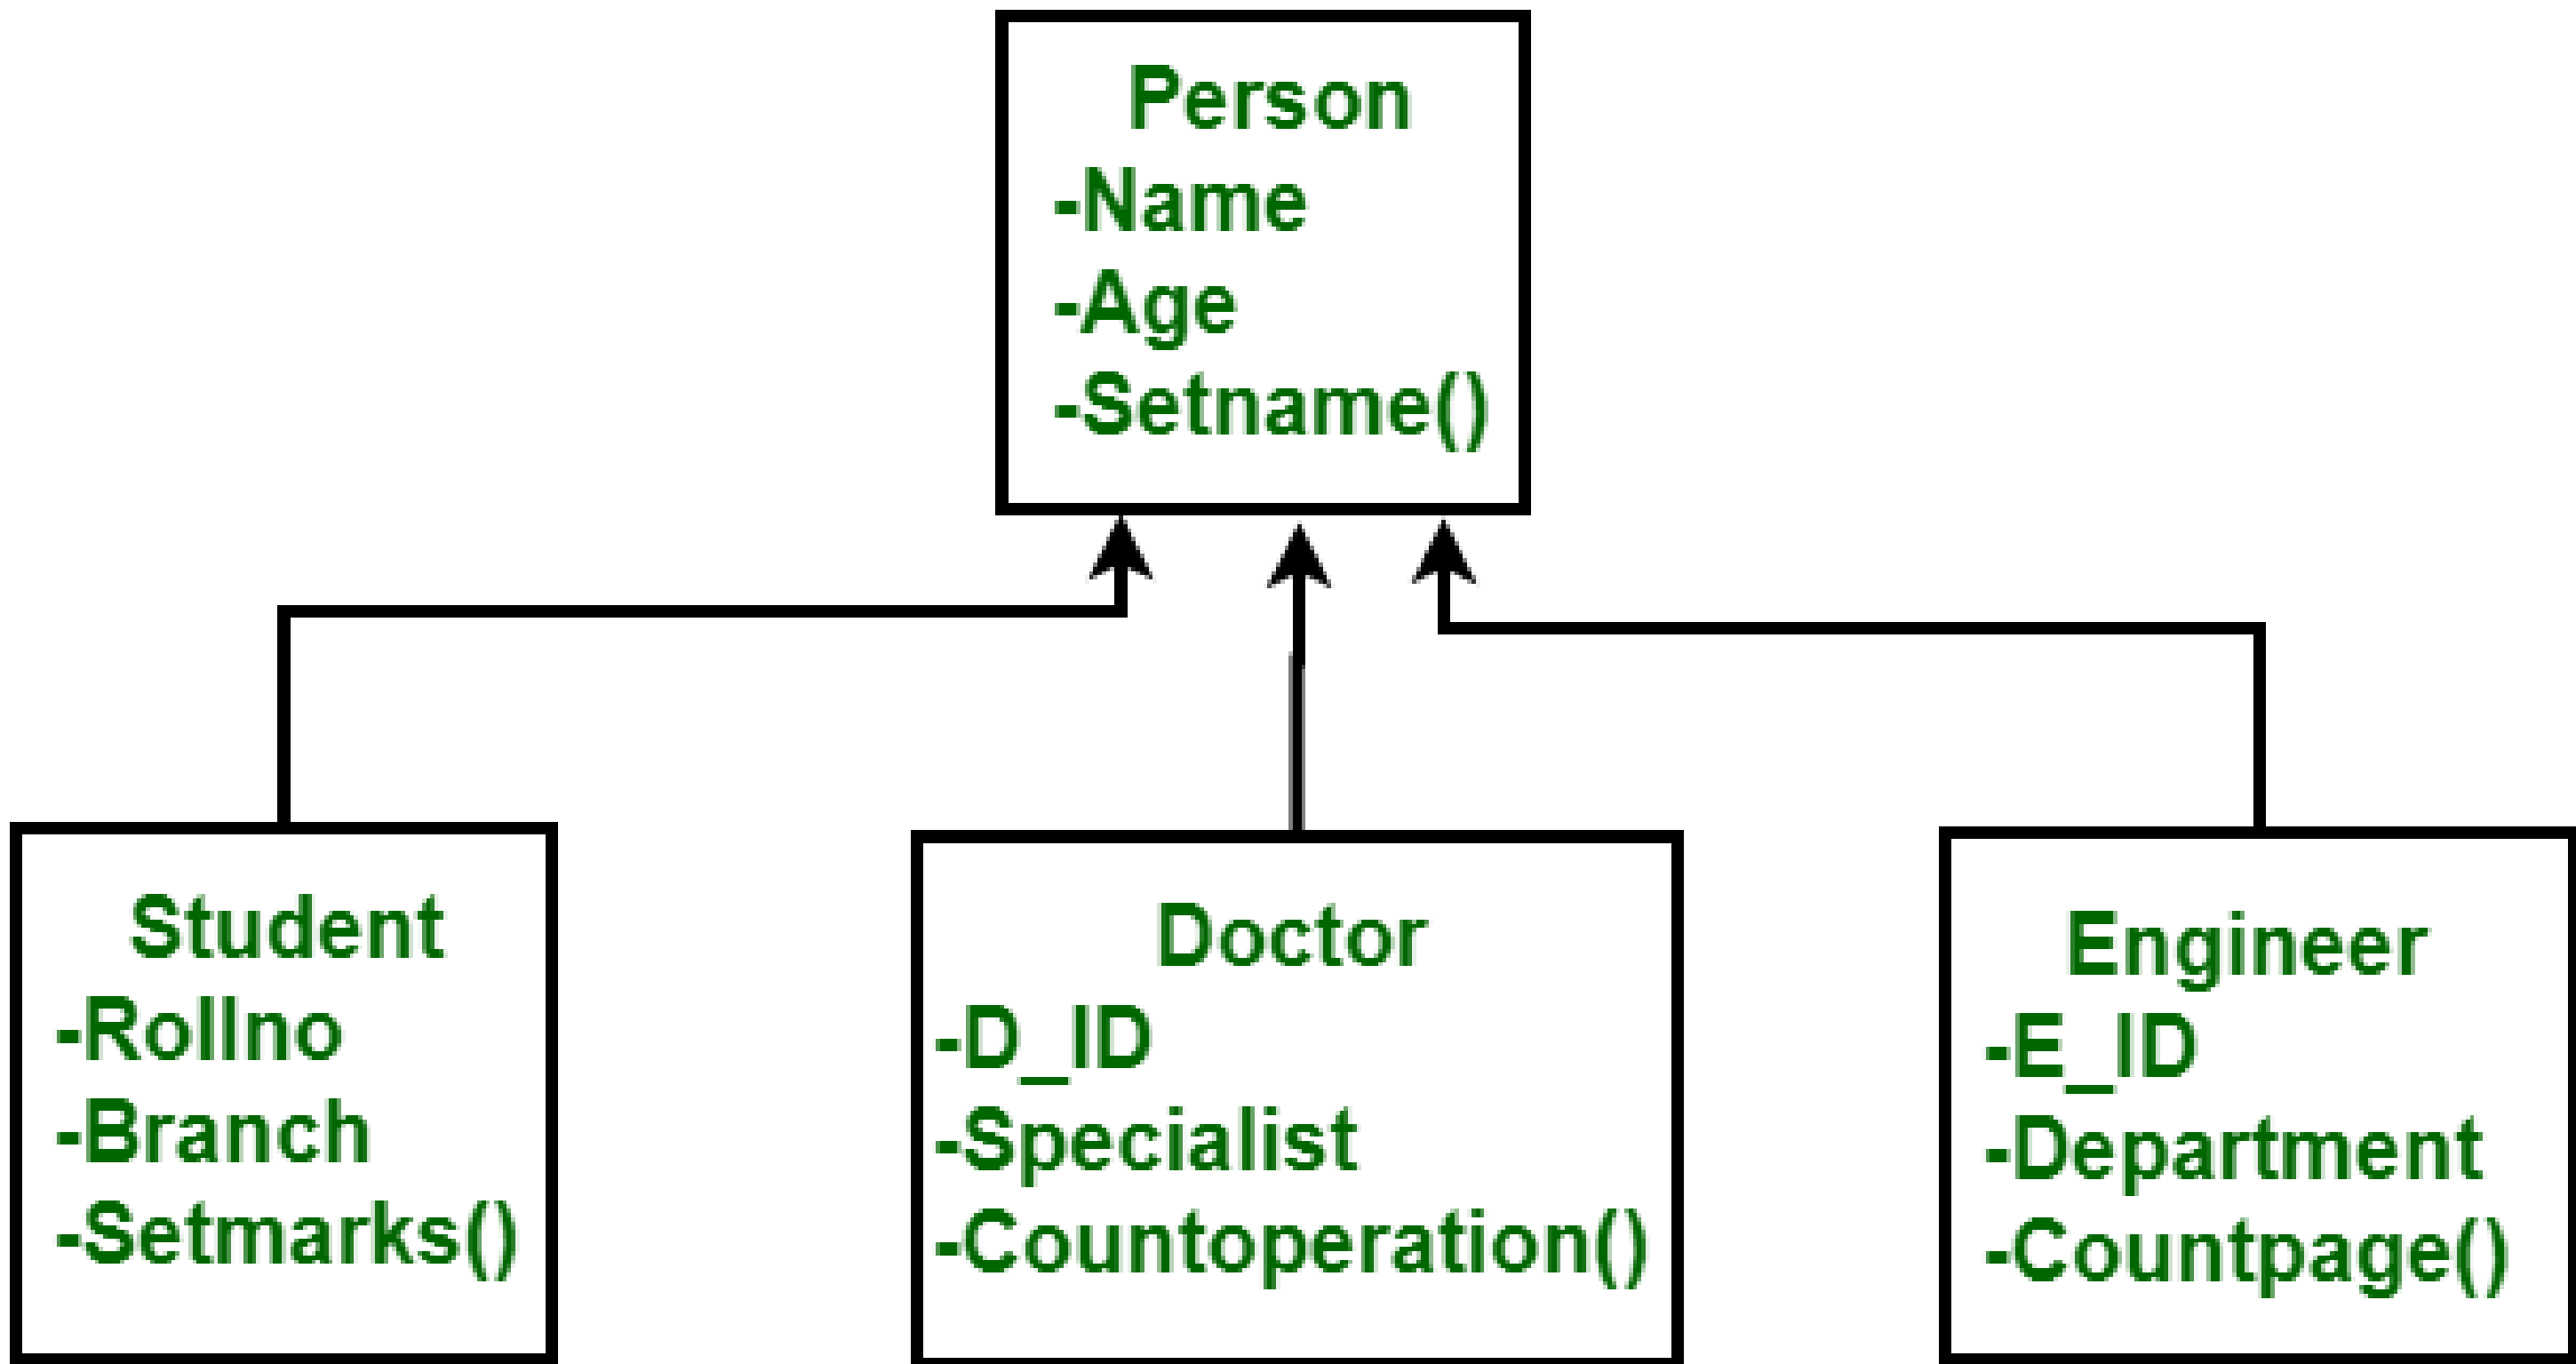 Person
-Name
-Age
-Setname()
Student
-Rollno
-Branch
-Setmarks()
Doctor
-D_ID
-Specialist
-Countoperation()
Engineer
-E_ID
-Department
-Countpage()